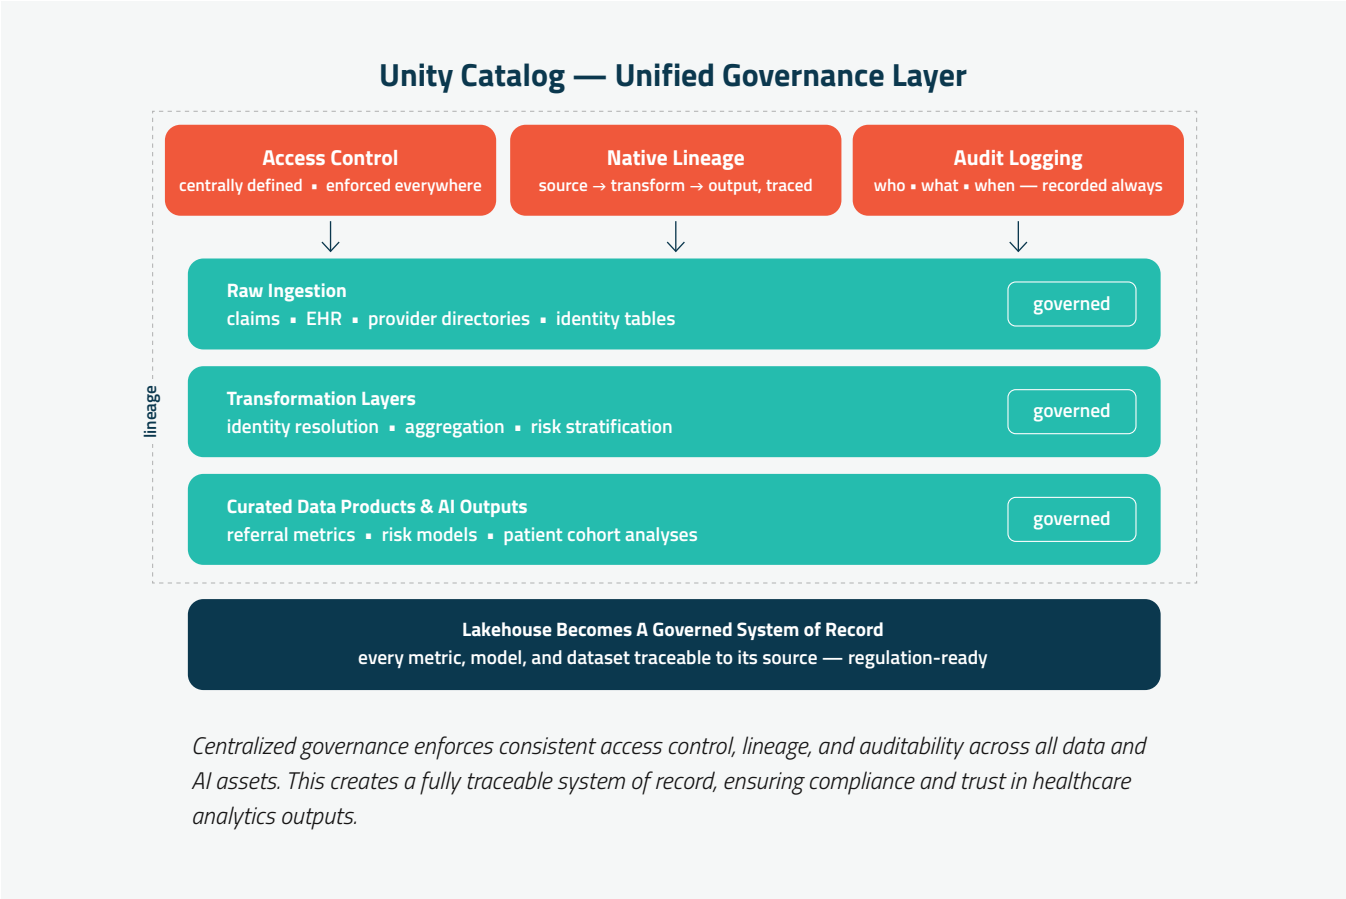 Unity Catalog — Unified Governance Layer
Access Control
centrally defined ▪ enforced everywhere
Native Lineage
source → transform → output, traced
Audit Logging
who ▪ what ▪ when — recorded always
Raw Ingestion
claims ▪ EHR ▪ provider directories ▪ identity tables
governed
lineage
Transformation Layers
identity resolution ▪ aggregation ▪ risk stratification
governed
Curated Data Products & AI Outputs
referral metrics ▪ risk models ▪ patient cohort analyses
governed
Lakehouse Becomes A Governed System of Record
every metric, model, and dataset traceable to its source — regulation-ready
Centralized governance enforces consistent access control, lineage, and auditability across all data and
AI assets. This creates a fully traceable system of record, ensuring compliance and trust in healthcare
analytics outputs.